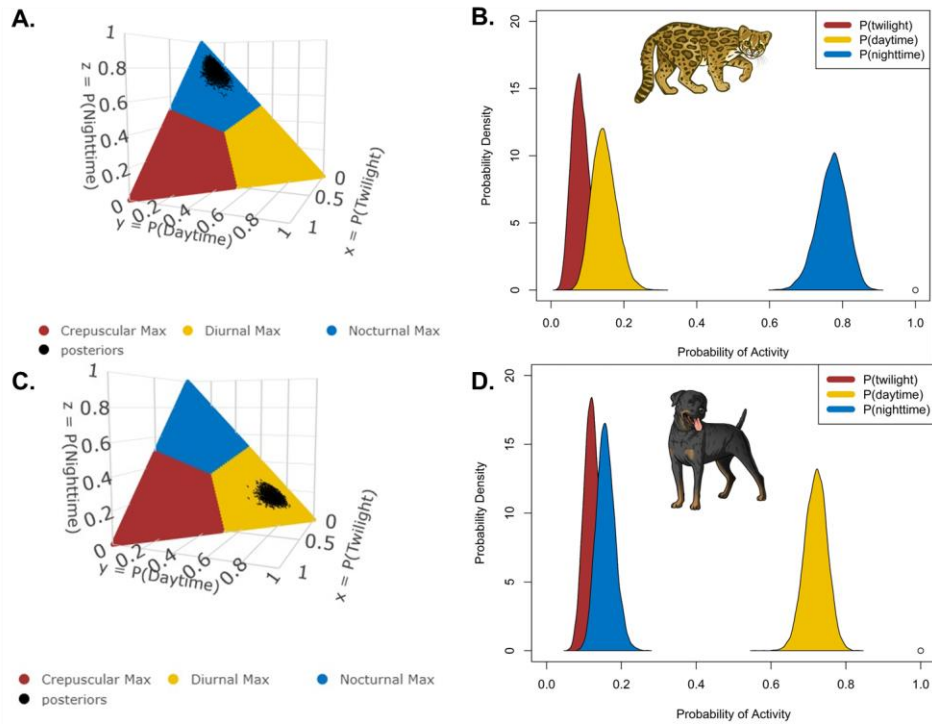 A.
1
0.8
0.6
0.4
0.2
0
z = P(Nighttime)
0
0.2
0.4
0.6
0.8
1
y = P(Daytime)
0
0.5
1
x = P(Twilight)
Crepuscular Max
Diurnal Max
Nocturnal Max
posteriors
B.
20
15
10
5
0
Probability Density
P(twilight)
P(daytime)
P(nighttime)
0.0
0.2
0.4
0.6
0.8
1.0
Probability of Activity
C.
1
0.8
0.6
0.4
0.2
0
z = P(Nighttime)
0
0.2
0.4
0.6
0.8
1
y = P(Daytime)
0
0.5
1
x = P(Twilight)
Crepuscular Max
Diurnal Max
Nocturnal Max
posteriors
D.
20
15
10
5
0
Probability Density
P(twilight)
P(daytime)
P(nighttime)
0.0
0.2
0.4
0.6
0.8
1.0
Probability of Activity